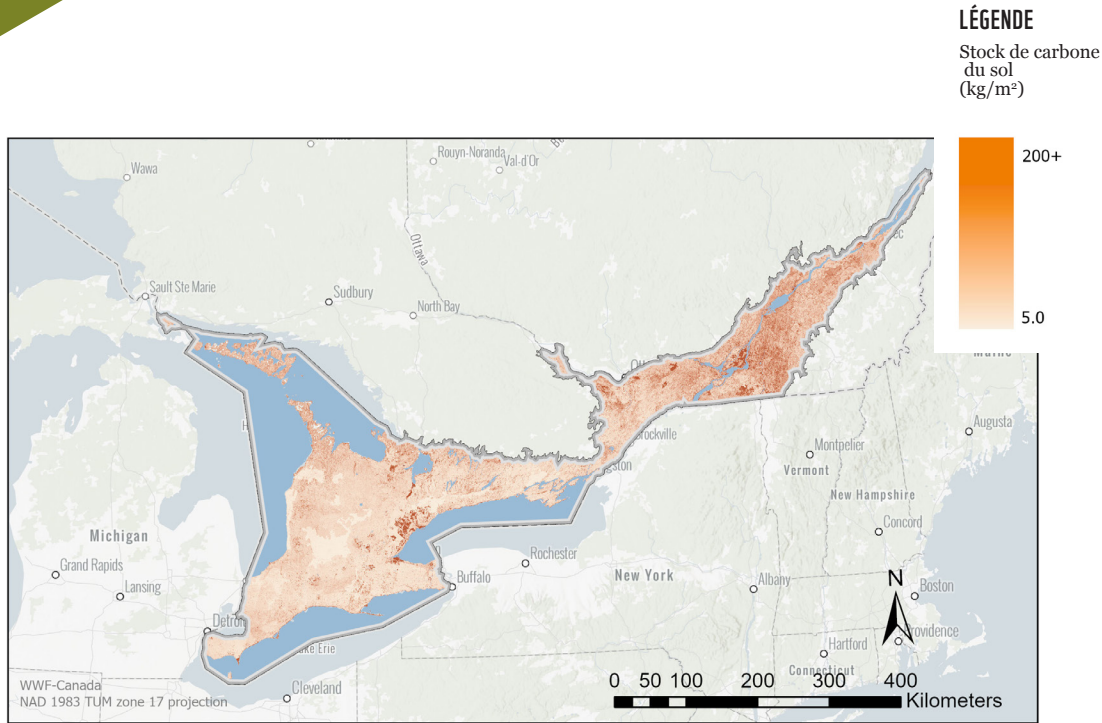 LÉGENDE
Stock de carbone
du sol
(kg/m²)
200+
5.0
Wawa
Rouyn-Noranda
Val-d'Or
Ottawa
Sault Ste Marie
Sudbury
North Bay
Maine
Augusta
Montpelier
Vermont
New Hampshire
Concord
Michigan
Grand Rapids
Lansing
Rochester
Buffalo
New York
Albany
N
Boston
Providence
Hartford
Connecticut
Detroit
Lake Erie
Cleveland
WWF-Canada
NAD 1983 TUM zone 17 projection
0 50 100 200 300 400
Kilometers